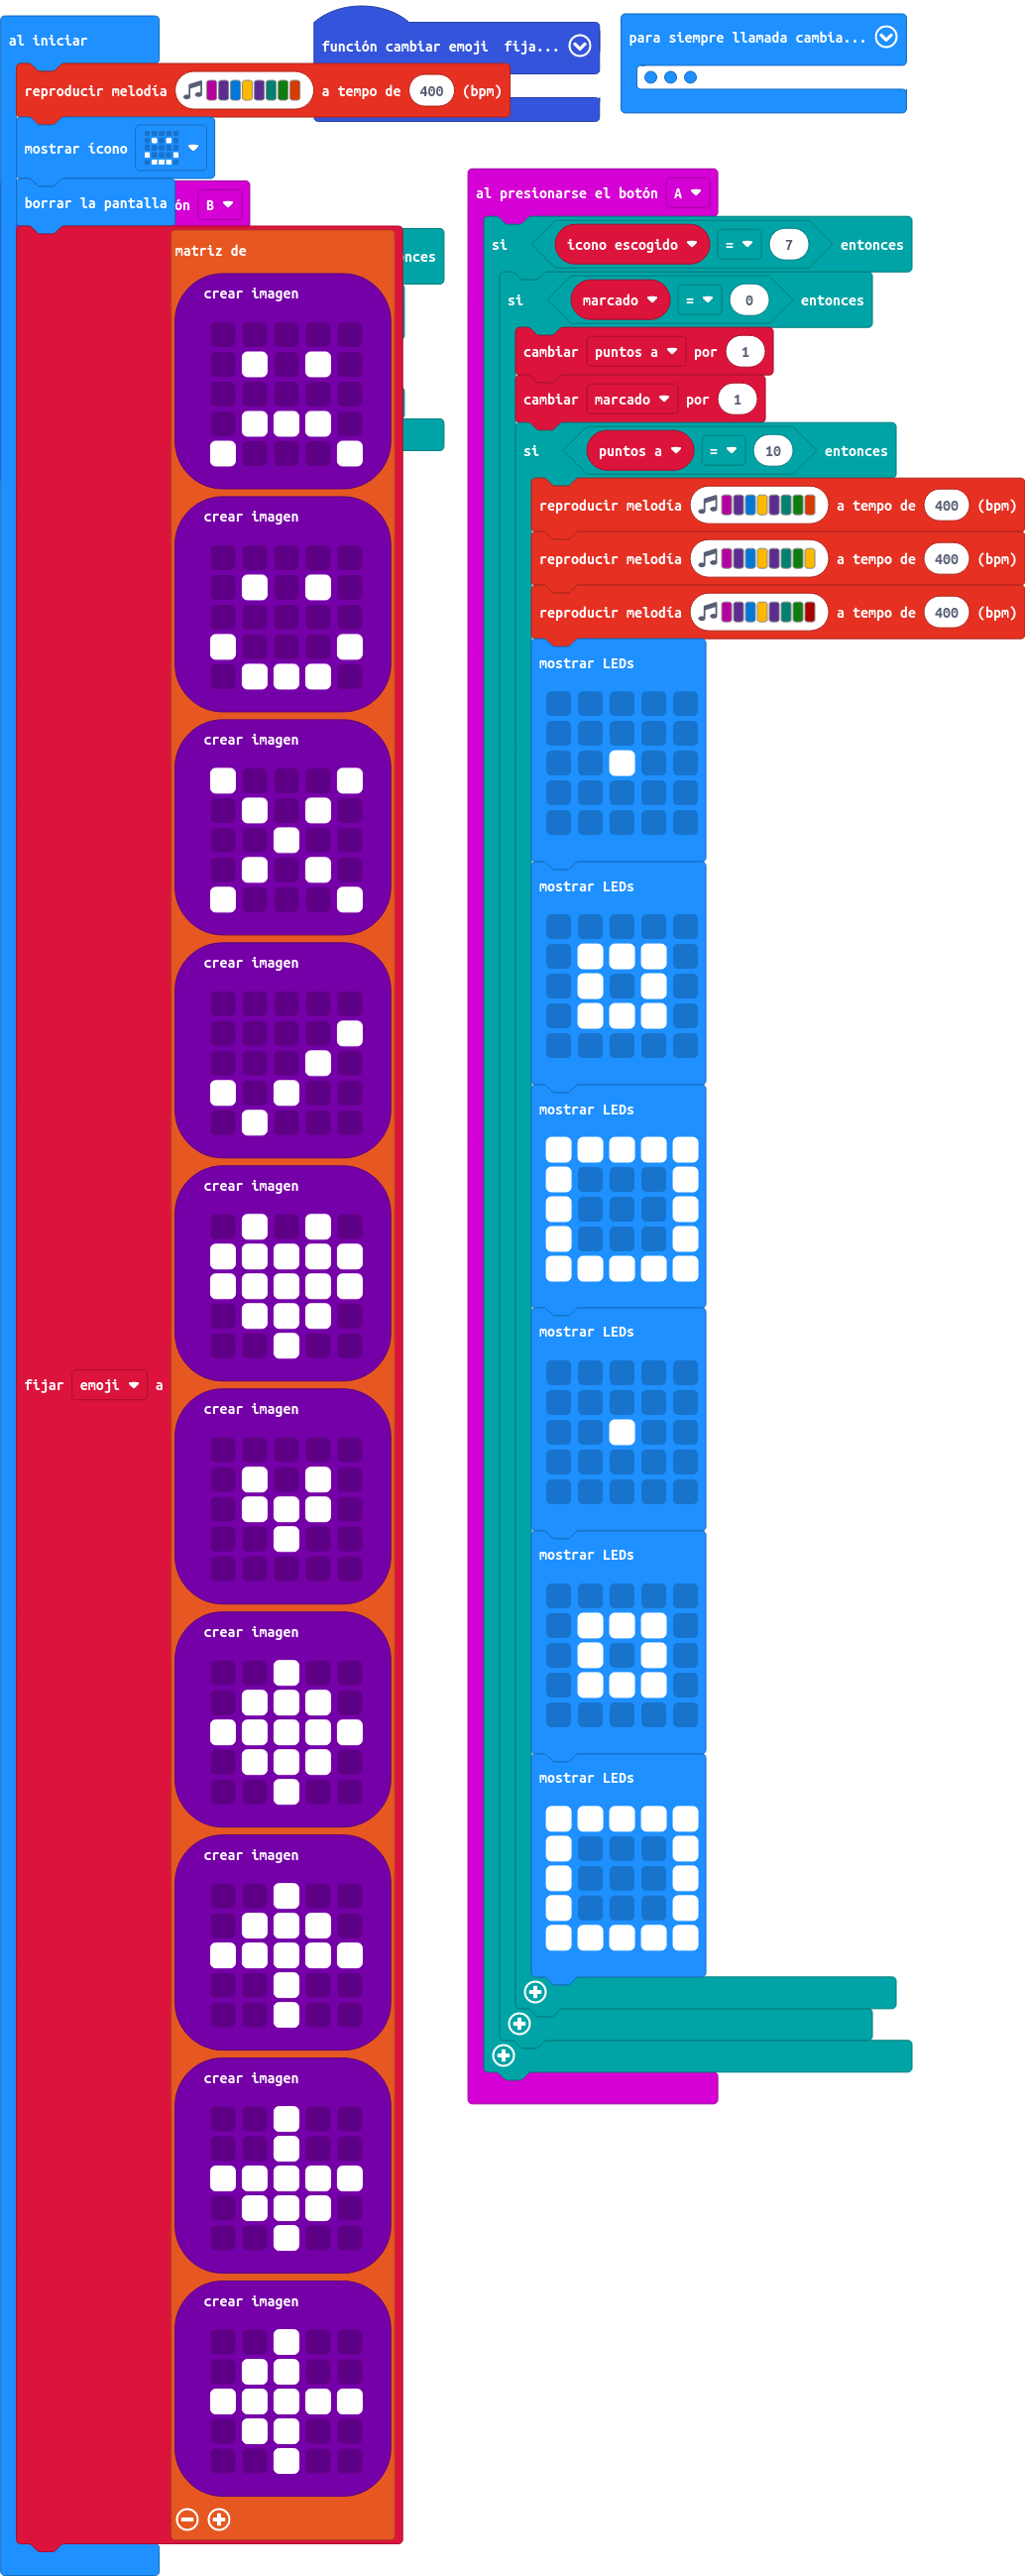 al iniciar
reproducir melodía a tempo de 400 (bpm)
mostrar ícono
borrar la pantalla
fijar emoji a
matriz de
crear imagen
crear imagen
crear imagen
crear imagen
crear imagen
crear imagen
crear imagen
crear imagen
crear imagen
crear imagen
ón B
nces
función cambiar emoji fija...
para siempre llamada cambia...
al presionarse el botón A
si icono escogido = 7 entonces
si marcado = 0 entonces
cambiar puntos a por 1
cambiar marcado por 1
si puntos a = 10 entonces
reproducir melodía a tempo de 400 (bpm)
reproducir melodía a tempo de 400 (bpm)
reproducir melodía a tempo de 400 (bpm)
mostrar LEDs
mostrar LEDs
mostrar LEDs
mostrar LEDs
mostrar LEDs
mostrar LEDs